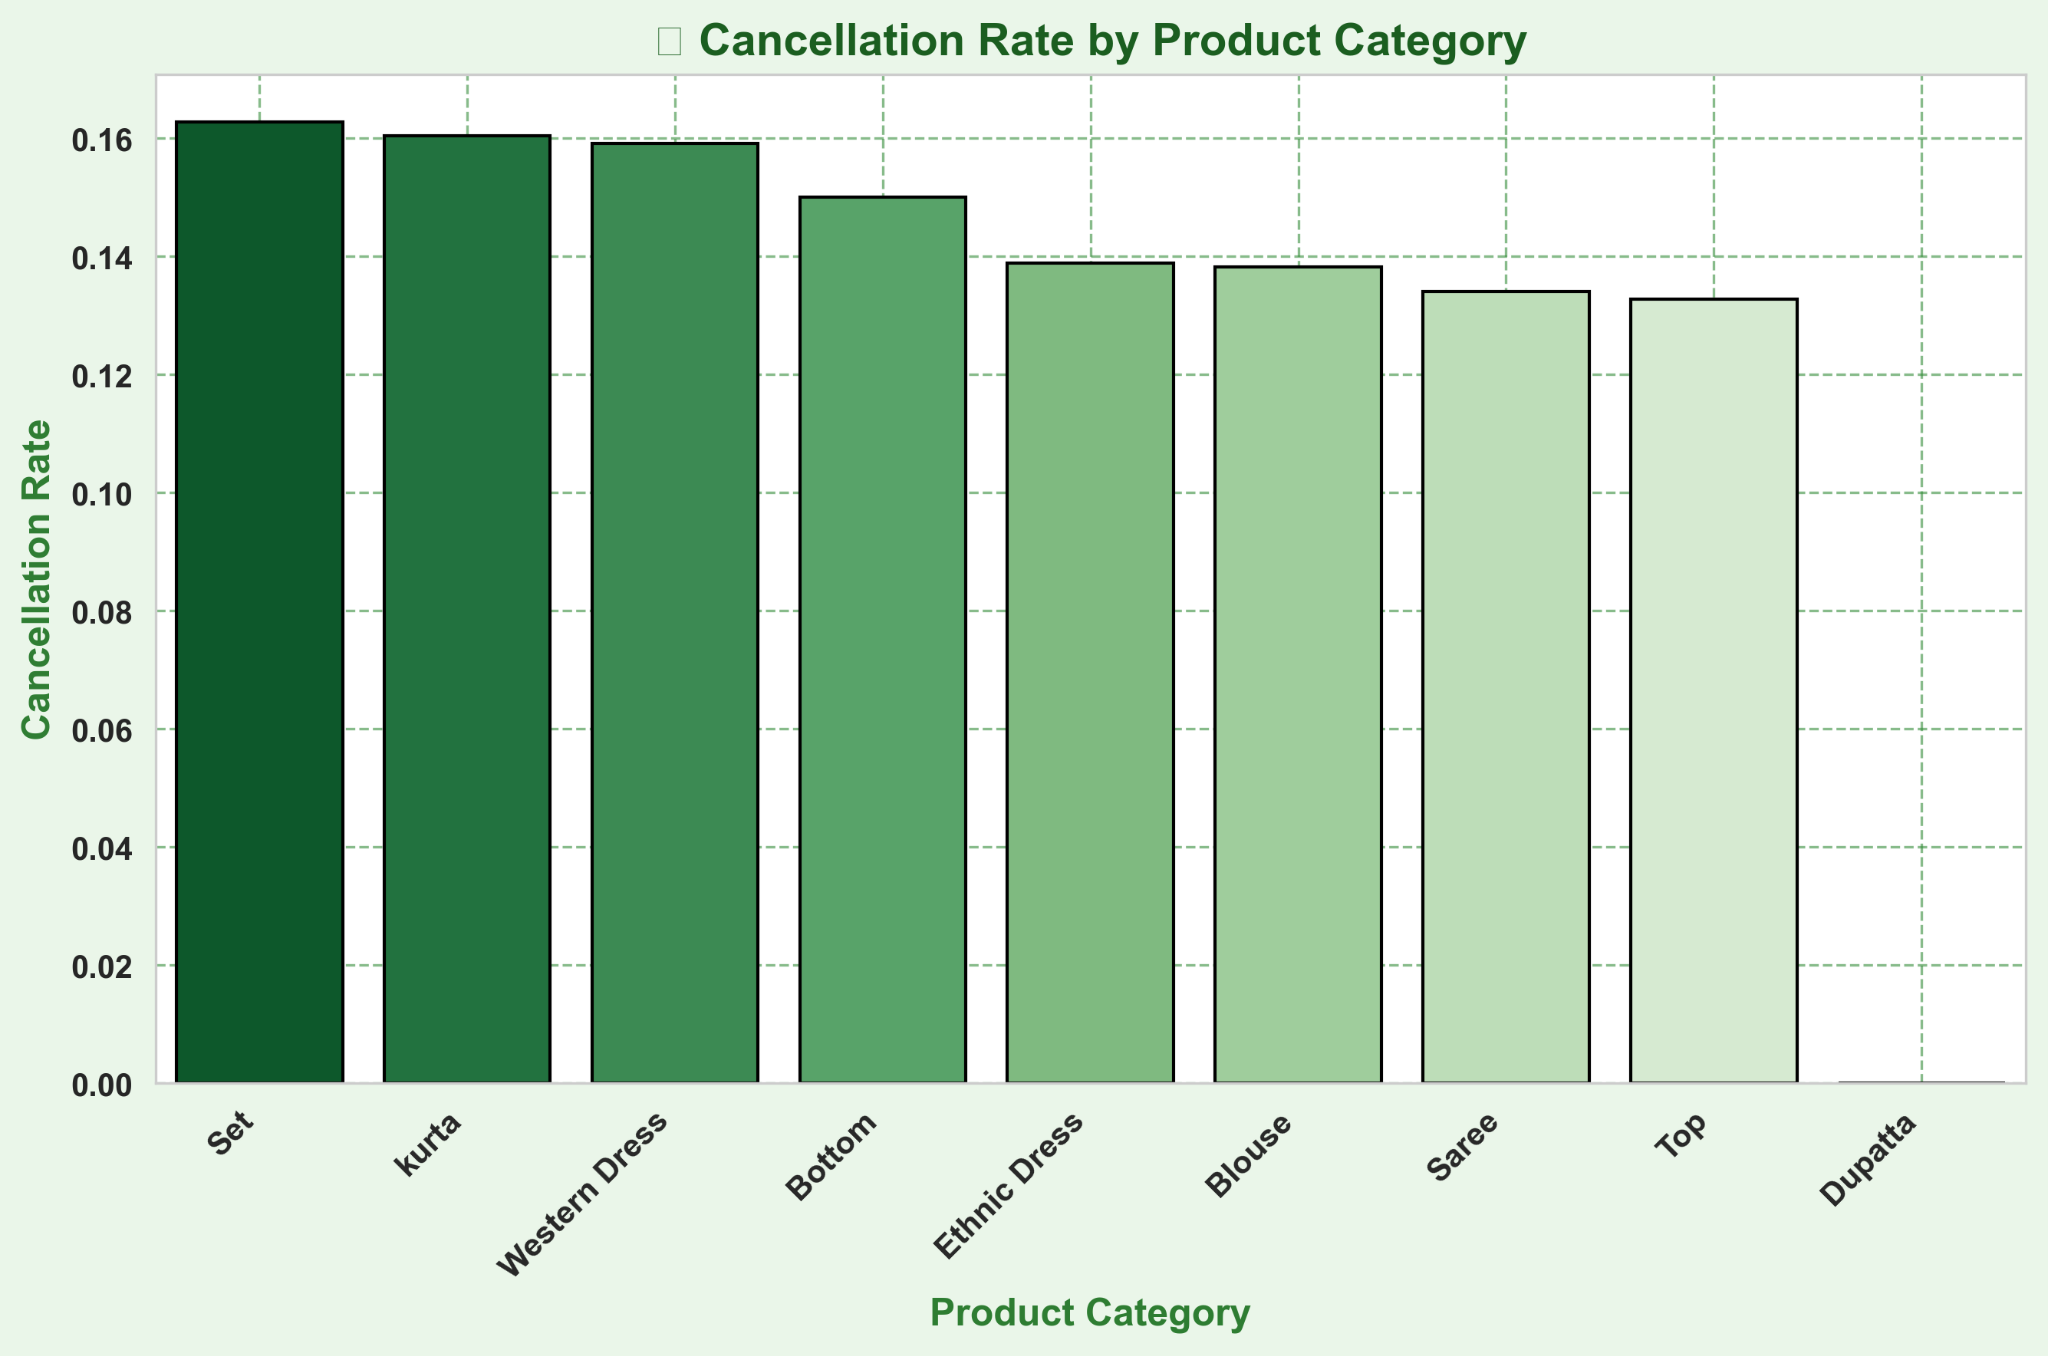 Cancellation Rate by Product Category
Cancellation Rate
0.16
0.14
0.12
0.10
0.08
0.06
0.04
0.02
0.00
Set
kurta
Western Dress
Bottom
Ethnic Dress
Blouse
Saree
Top
Dupatta
Product Category